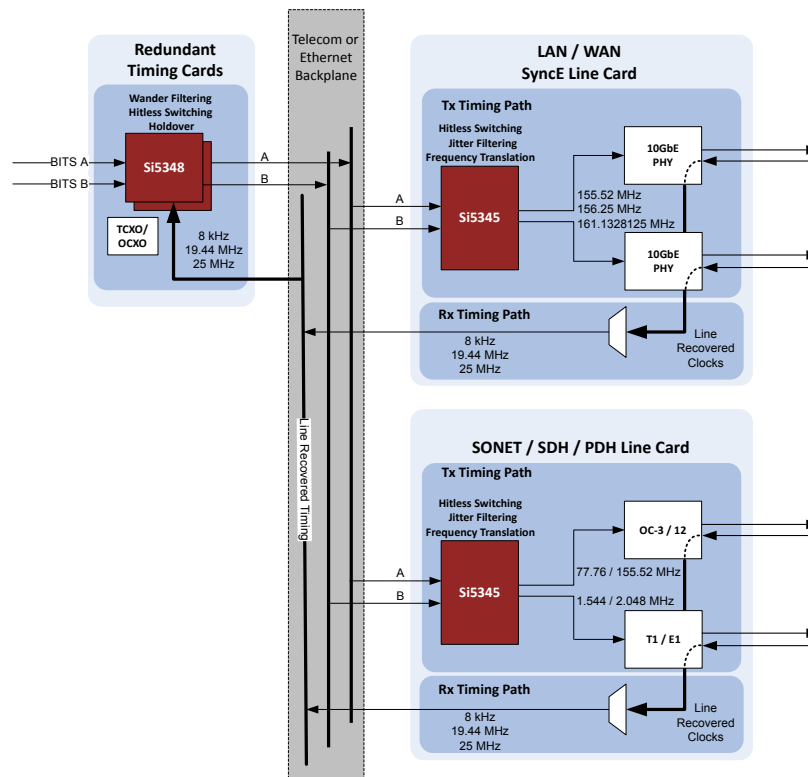 Redundant
Timing Cards
Wander Filtering
Hitless Switching
Holdover
Si5348
BITS A
BITS B
TCXO/
OCXO
8 kHz
19.44 MHz
25 MHz
A
B
Telecom or
Ethernet
Backplane
Line Recovered Timing
LAN / WAN
SyncE Line Card
Tx Timing Path
Hitless Switching
Jitter Filtering
Frequency Translation
A
B
Si5345
155.52 MHz
156.25 MHz
161.1328125 MHz
10GbE
PHY
10GbE
PHY
Rx Timing Path
8 kHz
19.44 MHz
25 MHz
Line
Recovered
Clocks
SONET / SDH / PDH Line Card
Tx Timing Path
Hitless Switching
Jitter Filtering
Frequency Translation
A
B
Si5345
77.76 / 155.52 MHz
1.544 / 2.048 MHz
OC-3 / 12
T1 / E1
Rx Timing Path
8 kHz
19.44 MHz
25 MHz
Line
Recovered
Clocks